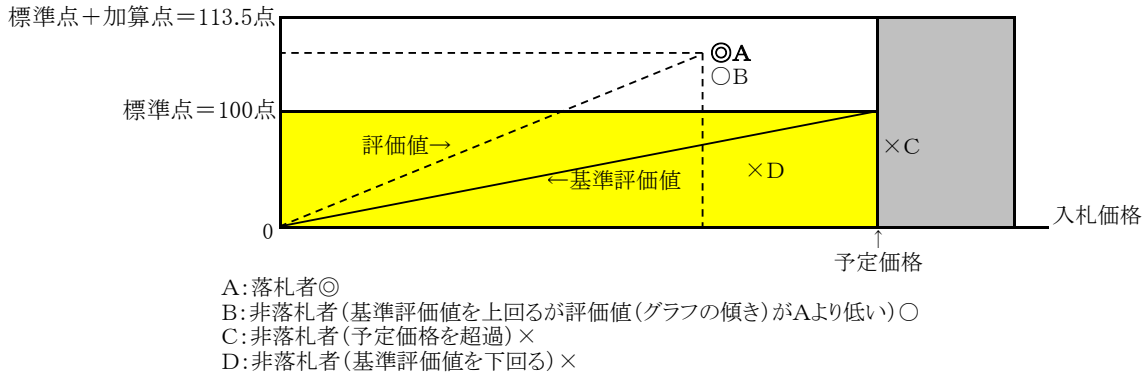 標準点＋加算点＝113.5点
◎A
○B
標準点＝100点
評価値→
×C
×D
←基準評価値
入札価格
0
↑
予定価格
A：落札者◎
B：非落札者（基準評価値を上回るが評価値（グラフの傾き）がAより低い）○
C：非落札者（予定価格を超過）×
D：非落札者（基準評価値を下回る）×